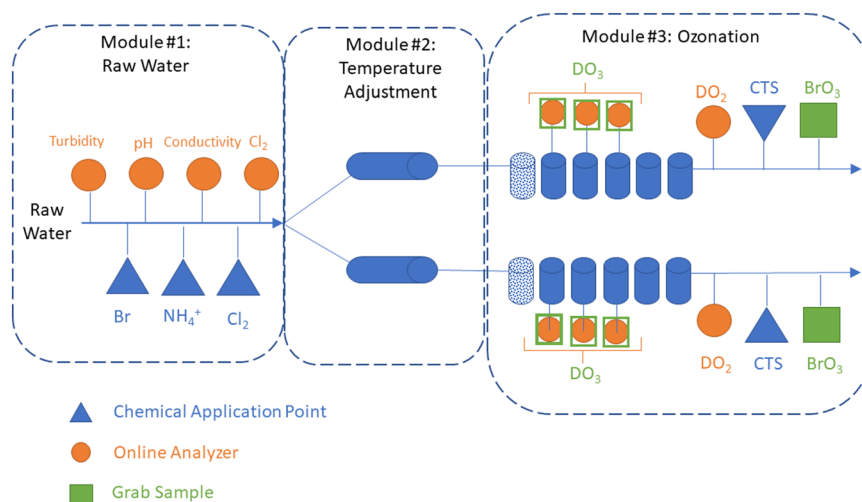 Module #1:
Raw Water
Module #2:
Temperature
Adjustment
Module #3: Ozonation
Turbidity
pH
Conductivity
Cl₂
Raw
Water
Br
NH₄⁺
Cl₂
DO₃
DO₂
CTS
BrO₃
DO₃
DO₂
CTS
BrO₃
Chemical Application Point
Online Analyzer
Grab Sample